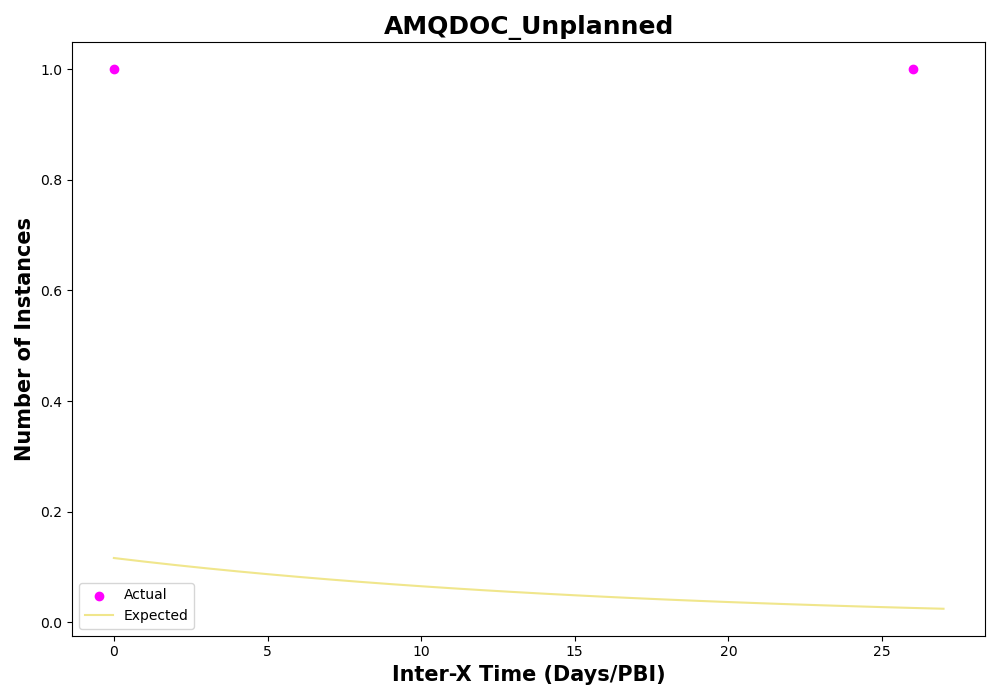 AMQDOC_Unplanned
Number of Instances
1.0
0.8
0.6
0.4
0.2
0.0
Actual
Expected
0 5 10 15 20 25
Inter-X Time (Days/PBI)